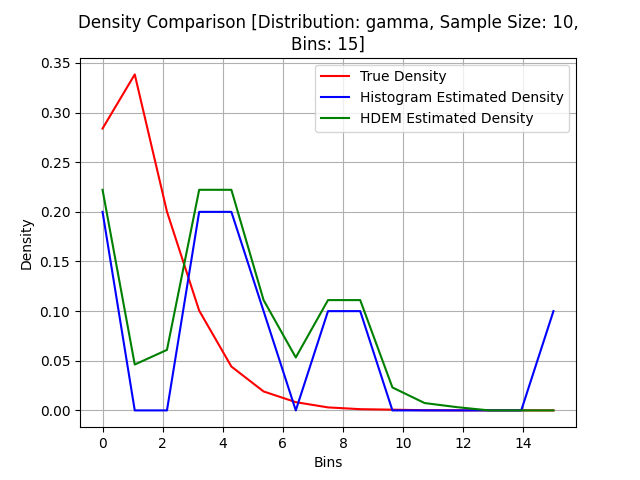 Density Comparison [Distribution: gamma, Sample Size: 10,
Bins: 15]
True Density
Histogram Estimated Density
HDEM Estimated Density
Density
0.35
0.30
0.25
0.20
0.15
0.10
0.05
0.00
0 2 4 6 8 10 12 14
Bins